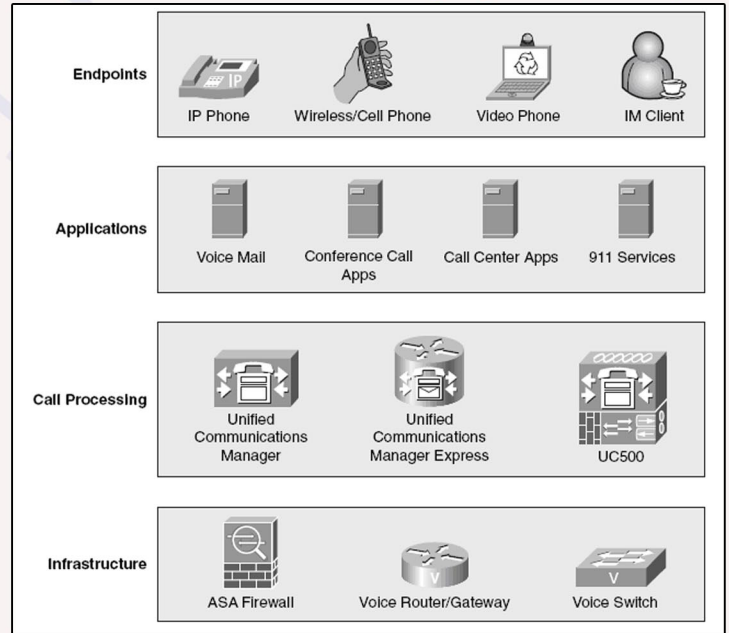 Endpoints
IP
IP Phone
Wireless/Cell Phone
Video Phone
IM Client
Applications
Voice Mail
Conference Call
Apps
Call Center Apps
911 Services
Call Processing
Unified
Communications
Manager
Unified
Communications
Manager Express
UC500
Infrastructure
ASA Firewall
V
Voice Router/Gateway
V
Voice Switch